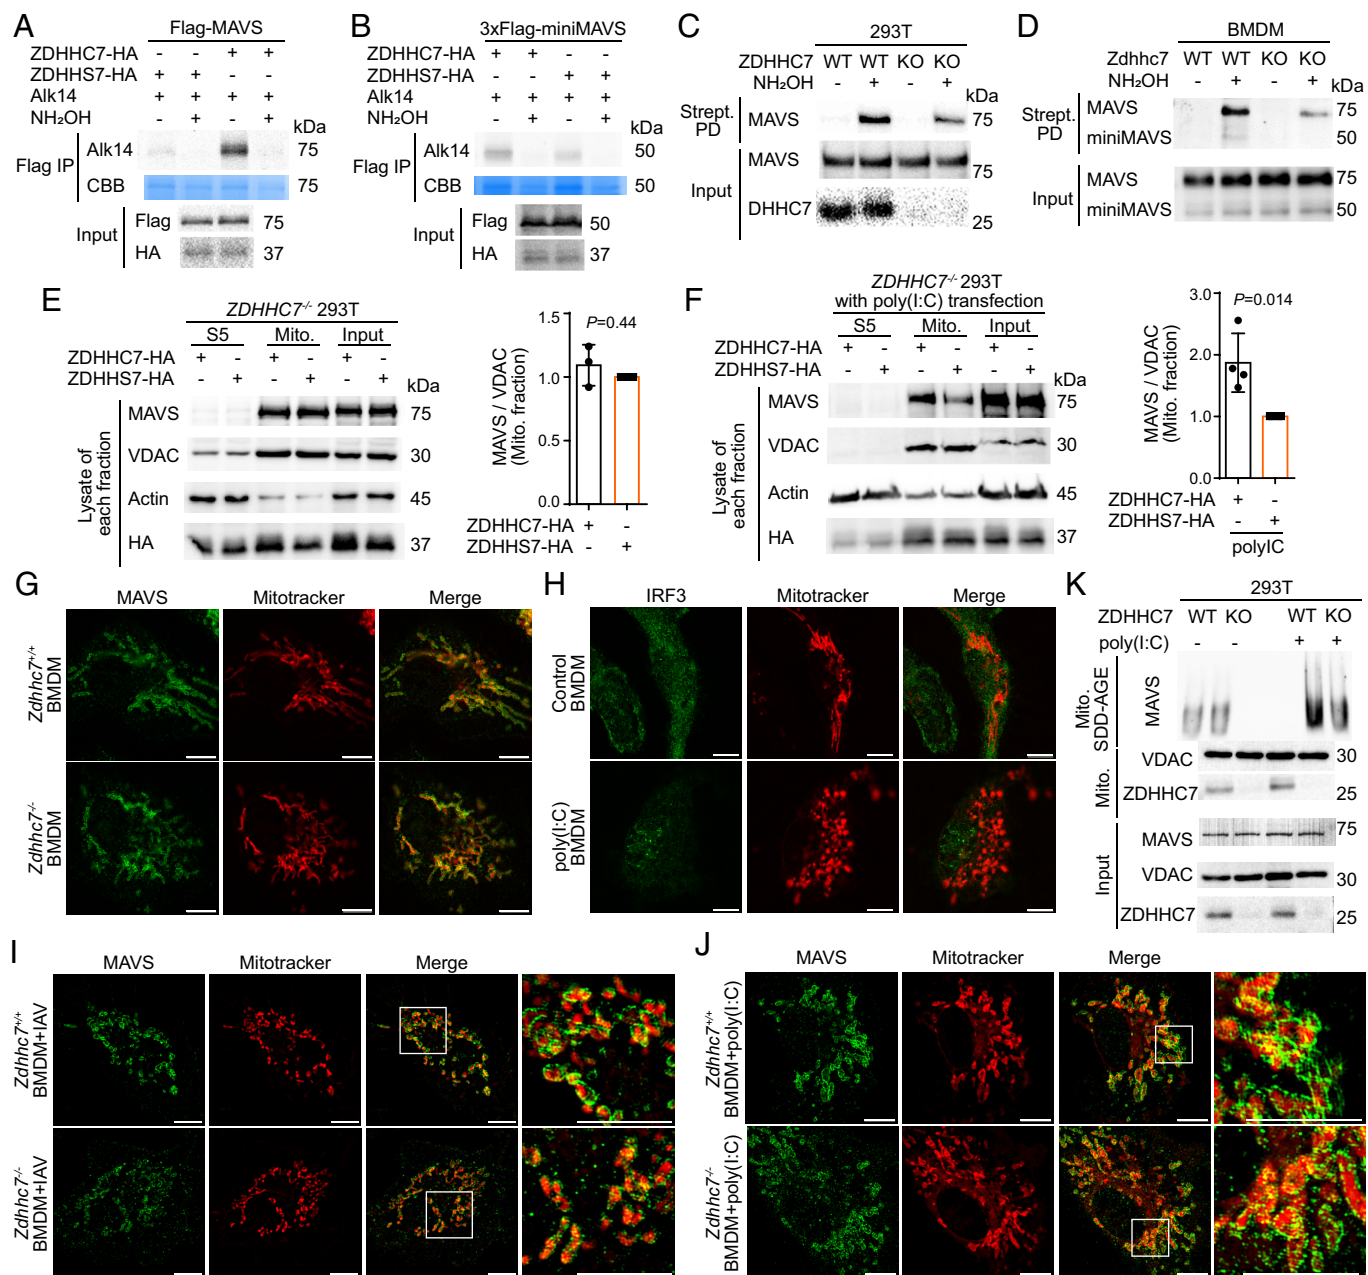 A
Flag-MAVS
ZDHHC7-HA - - + +
ZDHHS7-HA + + - -
Alk14 + + + +
NH₂OH - + - +
kDa
Flag IP
Alk14 75
CBB 75
Input
Flag 75
HA 37
B
3xFlag-miniMAVS
ZDHHC7-HA + + - -
ZDHHS7-HA - - + +
Alk14 + + + +
NH₂OH - + - +
kDa
Flag IP
Alk14 50
CBB 50
Input
Flag 50
HA 37
C
293T
ZDHHC7 WT WT KO KO
NH₂OH - + - +
kDa
Strept. PD
MAVS 75
Input
MAVS 75
DHHC7 25
D
BMDM
Zdhhc7 WT WT KO KO
NH₂OH - + - +
kDa
Strept. PD
MAVS 75
miniMAVS 50
Input
MAVS 75
miniMAVS 50
E
ZDHHC7-/- 293T
S5 Mito. Input
ZDHHC7-HA + - + - + -
ZDHHS7-HA - + - + - +
kDa
Lysate of each fraction
MAVS 75
VDAC 30
Actin 45
HA 37
MAVS / VDAC
(Mito. fraction)
1.5
1.0
0.5
0.0
P=0.44
ZDHHC7-HA + -
ZDHHS7-HA - +
F
ZDHHC7-/- 293T
with poly(I:C) transfection
S5 Mito. Input
ZDHHC7-HA + - + - + -
ZDHHS7-HA - + - + - +
kDa
Lysate of each fraction
MAVS 75
VDAC 30
Actin 45
HA 37
MAVS / VDAC
(Mito. fraction)
3.0
2.0
1.0
0.0
P=0.014
ZDHHC7-HA + -
ZDHHS7-HA - +
polyIC
G
MAVS Mitotracker Merge
Zdhhc7+/+
BMDM
Zdhhc7-/-
BMDM
H
IRF3 Mitotracker Merge
Control
BMDM
poly(I:C)
BMDM
K
293T
ZDHHC7 WT KO WT KO
poly(I:C) - - + +
Mito.
SDD-AGE
MAVS
Mito.
VDAC 30
ZDHHC7 25
Input
MAVS 75
VDAC 30
ZDHHC7 25
I
MAVS Mitotracker Merge
Zdhhc7+/+
BMDM+IAV
Zdhhc7-/-
BMDM+IAV
J
MAVS Mitotracker Merge
Zdhhc7+/+
BMDM+poly(I:C)
Zdhhc7-/-
BMDM+poly(I:C)